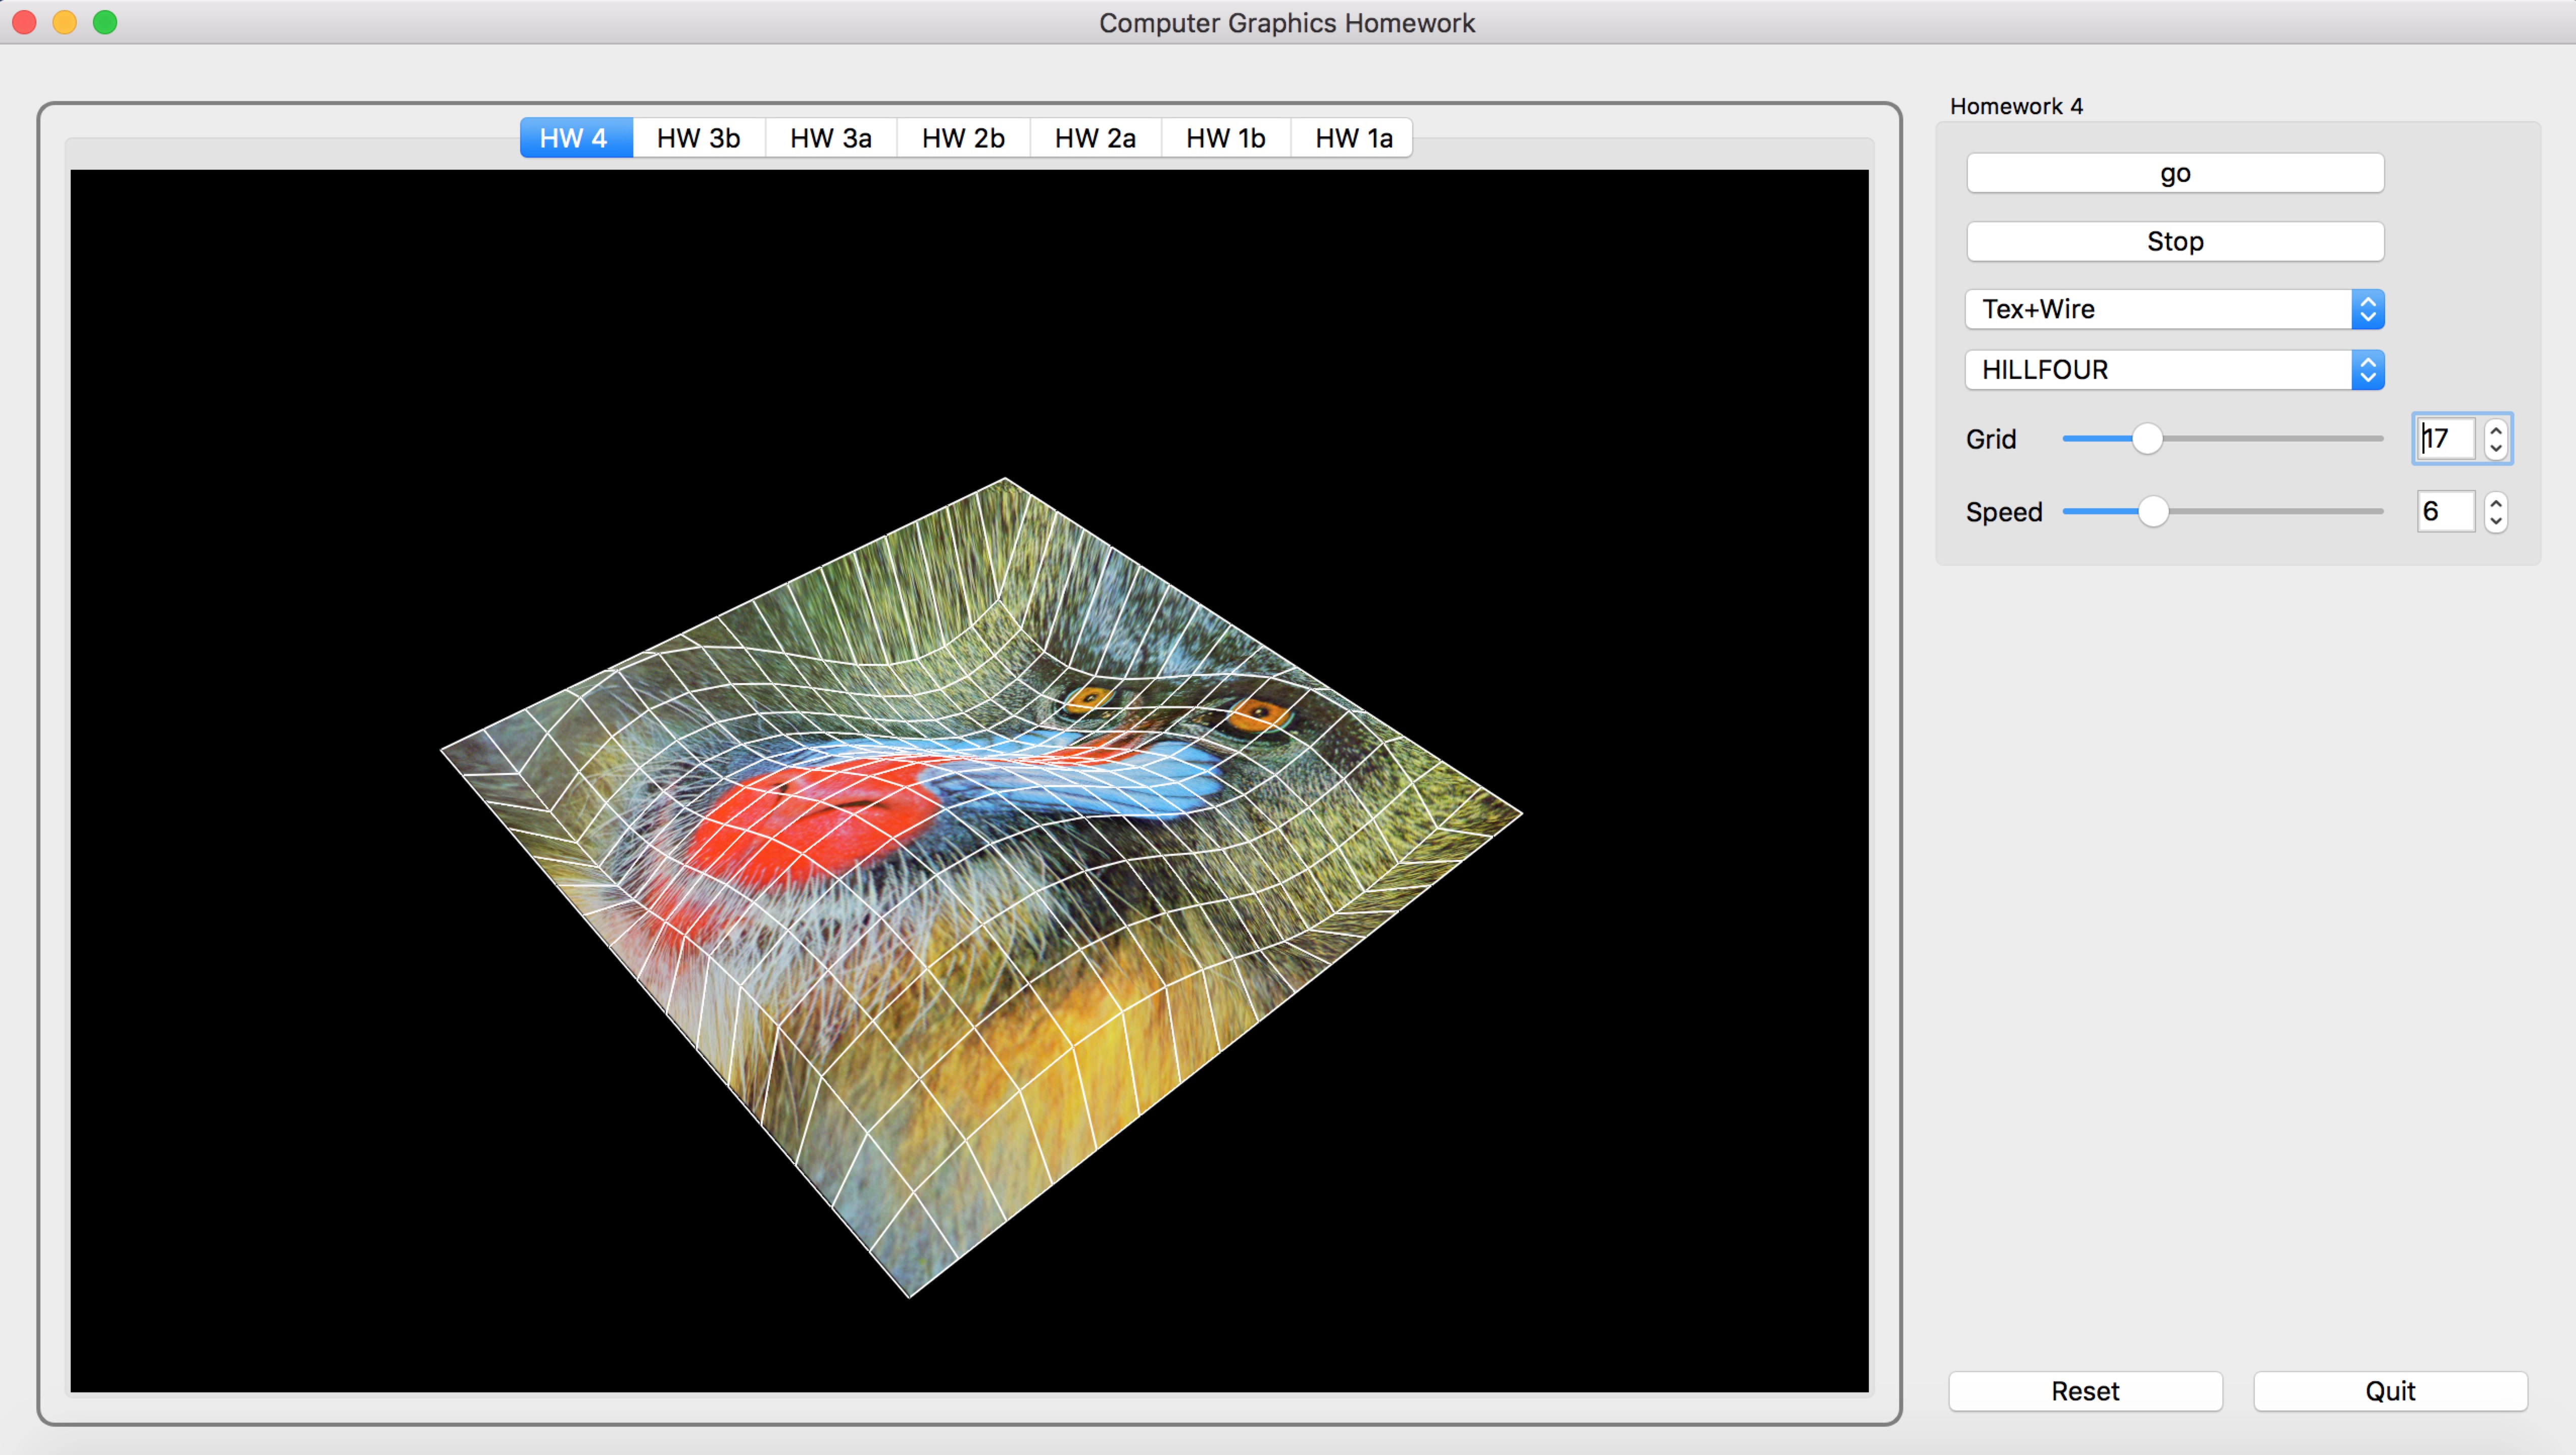 Computer Graphics Homework
HW 4 HW 3b HW 3a HW 2b HW 2a HW 1b HW 1a
Homework 4
go
Stop
Tex+Wire
HILLFOUR
Grid 17
Speed 6
Reset Quit